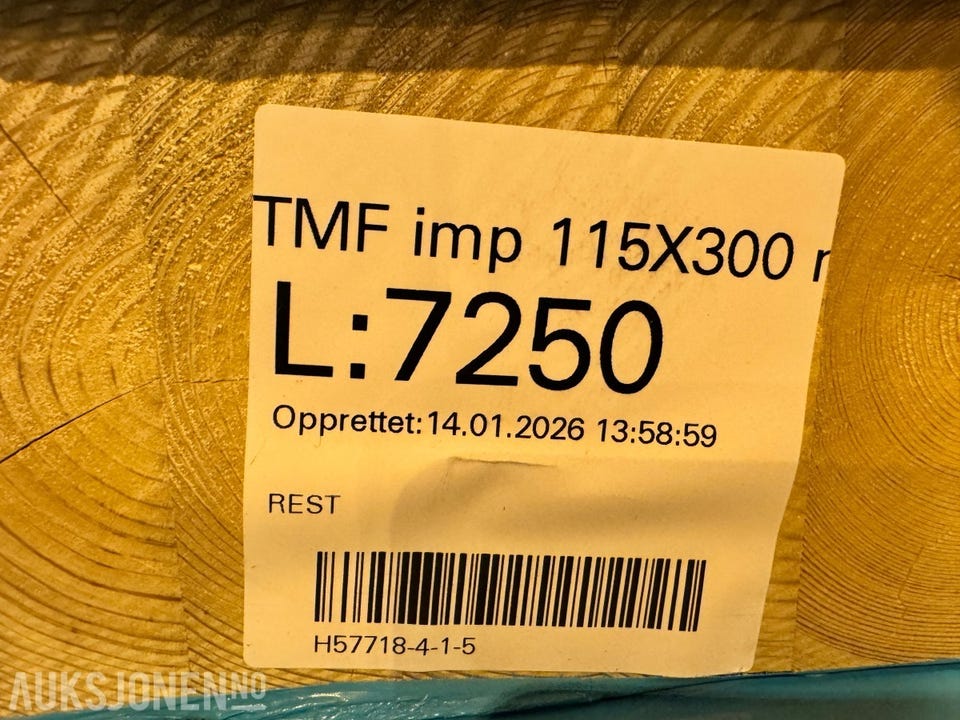 TMF imp 115X300 r
L:7250
Opprettet:14.01.2026 13:58:59
REST
H57718-4-1-5
AUKSJONEN.NO